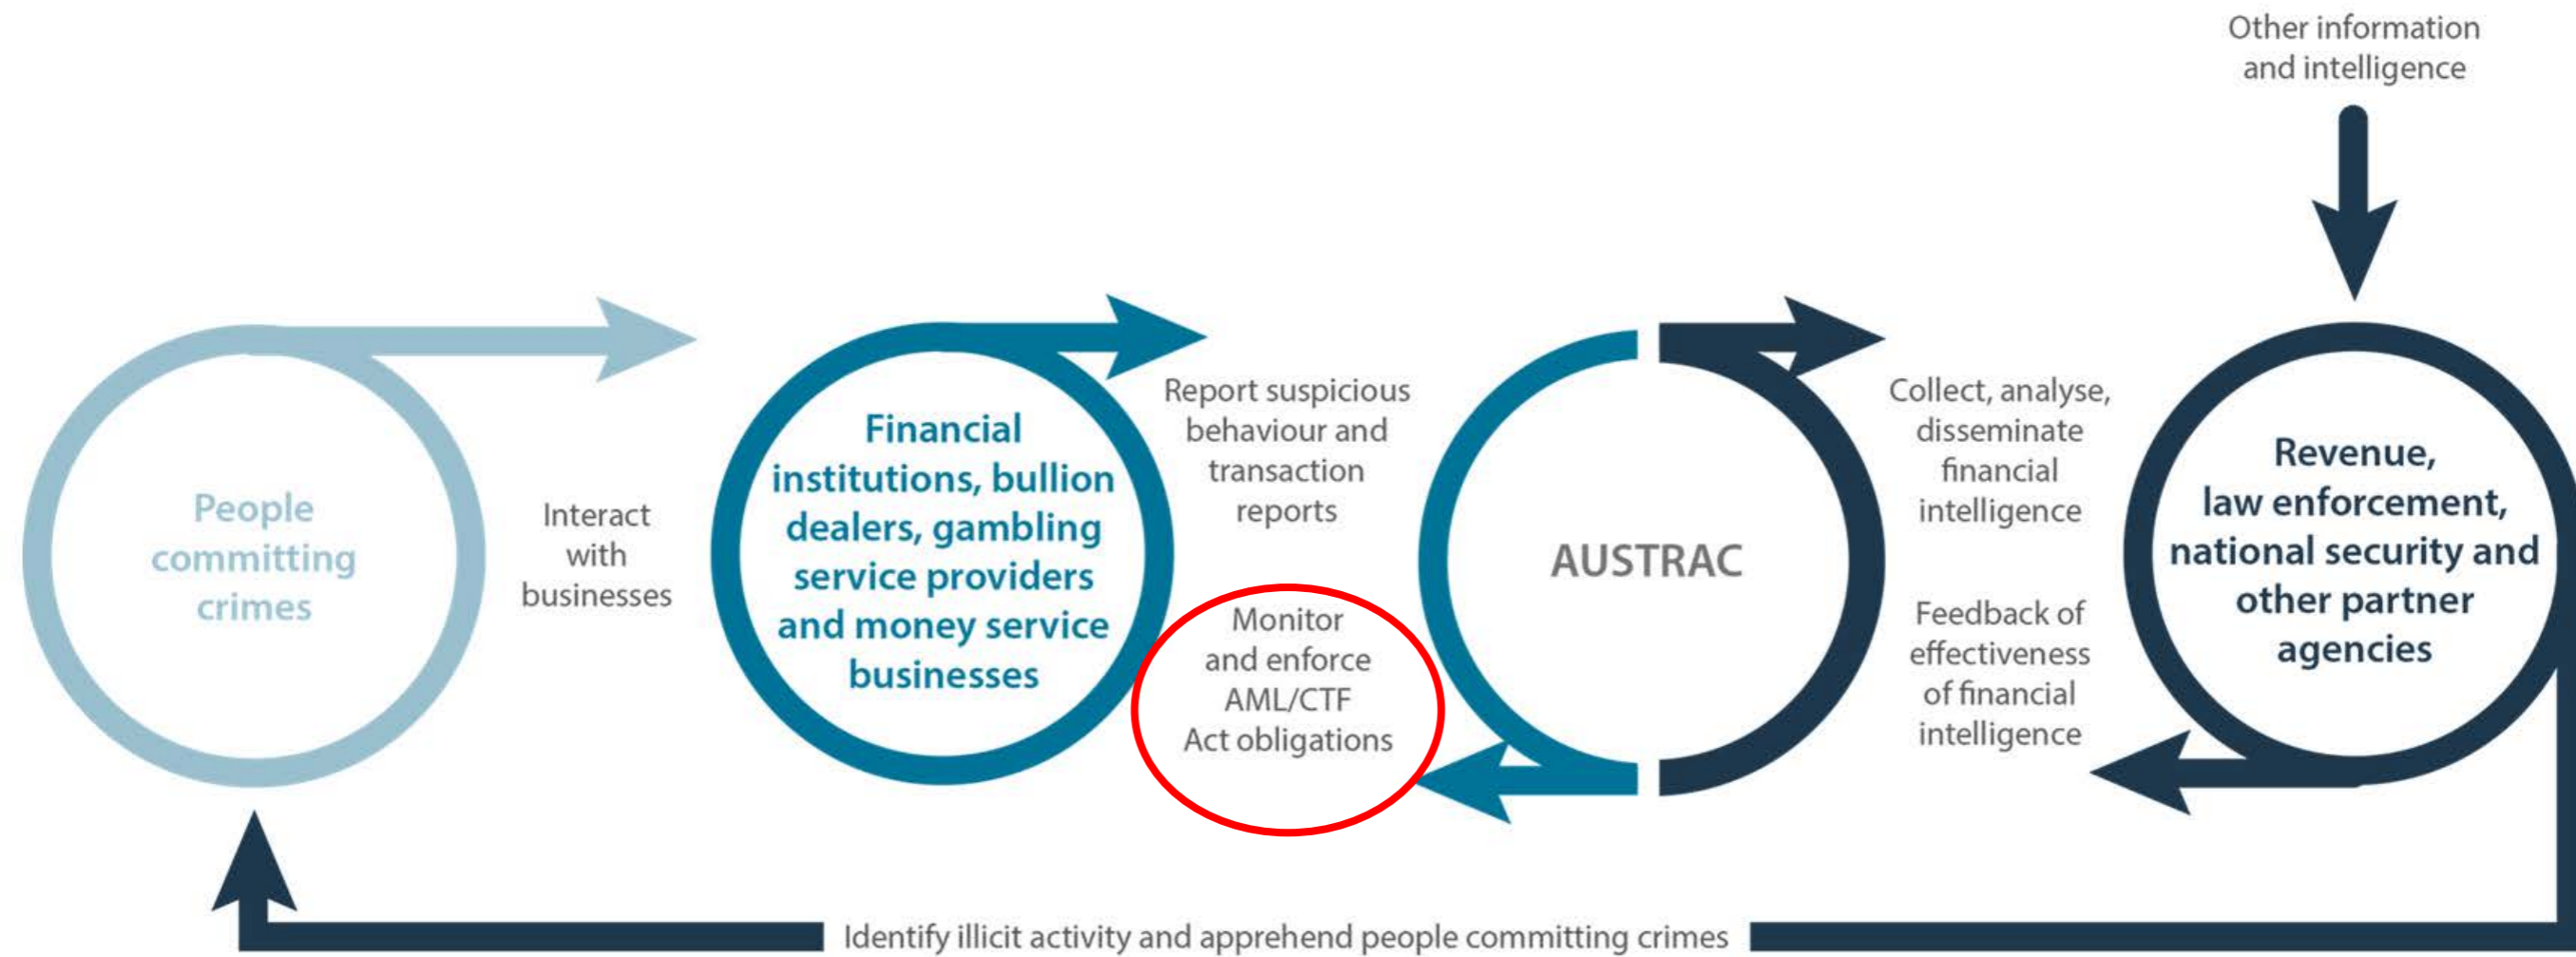 Other information
and intelligence
People
committing
crimes
Interact
with
businesses
Financial
institutions, bullion
dealers, gambling
service providers
and money service
businesses
Report suspicious
behaviour and
transaction
reports
Monitor
and enforce
AML/CTF
Act obligations
AUSTRAC
Collect, analyse,
disseminate
financial
intelligence
Feedback of
effectiveness
of financial
intelligence
Revenue,
law enforcement,
national security and
other partner
agencies
Identify illicit activity and apprehend people committing crimes